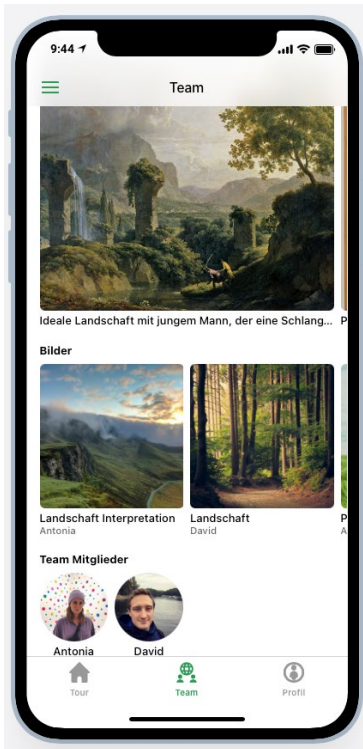 9:44
Team
Ideale Landschaft mit jungem Mann, der eine Schlang...
P
Bilder
Landschaft Interpretation
Antonia
Landschaft
David
P
A
Team Mitglieder
Antonia
David
Tour
Team
Profil